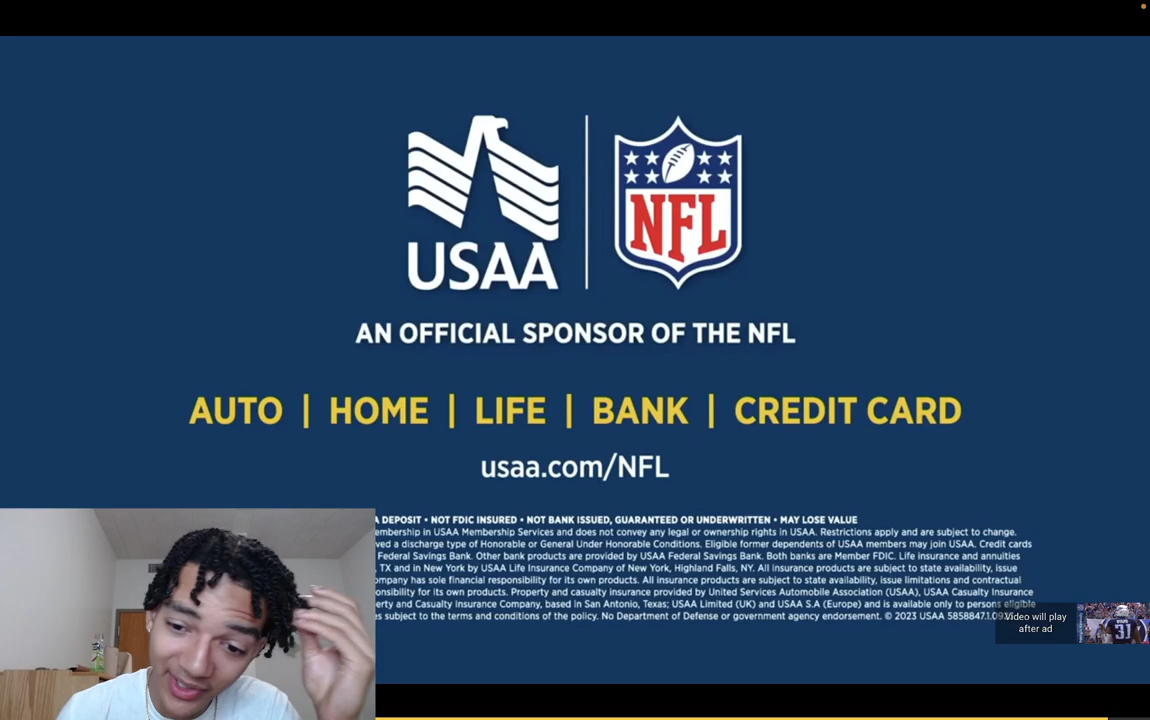 USAA
NFL
AN OFFICIAL SPONSOR OF THE NFL
AUTO | HOME | LIFE | BANK | CREDIT CARD
usaa.com/NFL
A DEPOSIT • NOT FDIC INSURED • NOT BANK ISSUED, GUARANTEED OR UNDERWRITTEN • MAY LOSE VALUE
embership in USAA Membership Services and does not convey any legal or ownership rights in USAA. Restrictions apply and are subject to change.
ved a discharge type of Honorable or General Under Honorable Conditions. Eligible former dependents of USAA members may join USAA. Credit cards
Federal Savings Bank. Other bank products are provided by USAA Federal Savings Bank. Both banks are Member FDIC. Life insurance and annuities
, TX and in New York by USAA Life Insurance Company of New York, Highland Falls, NY. All insurance products are subject to state availability, issue
ompany has sole financial responsibility for its own products. All insurance products are subject to state availability, issue limitations and contractual
onsibility for its own products. Property and casualty insurance provided by United Services Automobile Association (USAA), USAA Casualty Insurance
erty and Casualty Insurance Company, based in San Antonio, Texas; USAA Limited (UK) and USAA S.A (Europe) and is available only to persons eligible
s subject to the terms and conditions of the policy. No Department of Defense or government agency endorsement. © 2023 USAA
Video will play
after ad
31